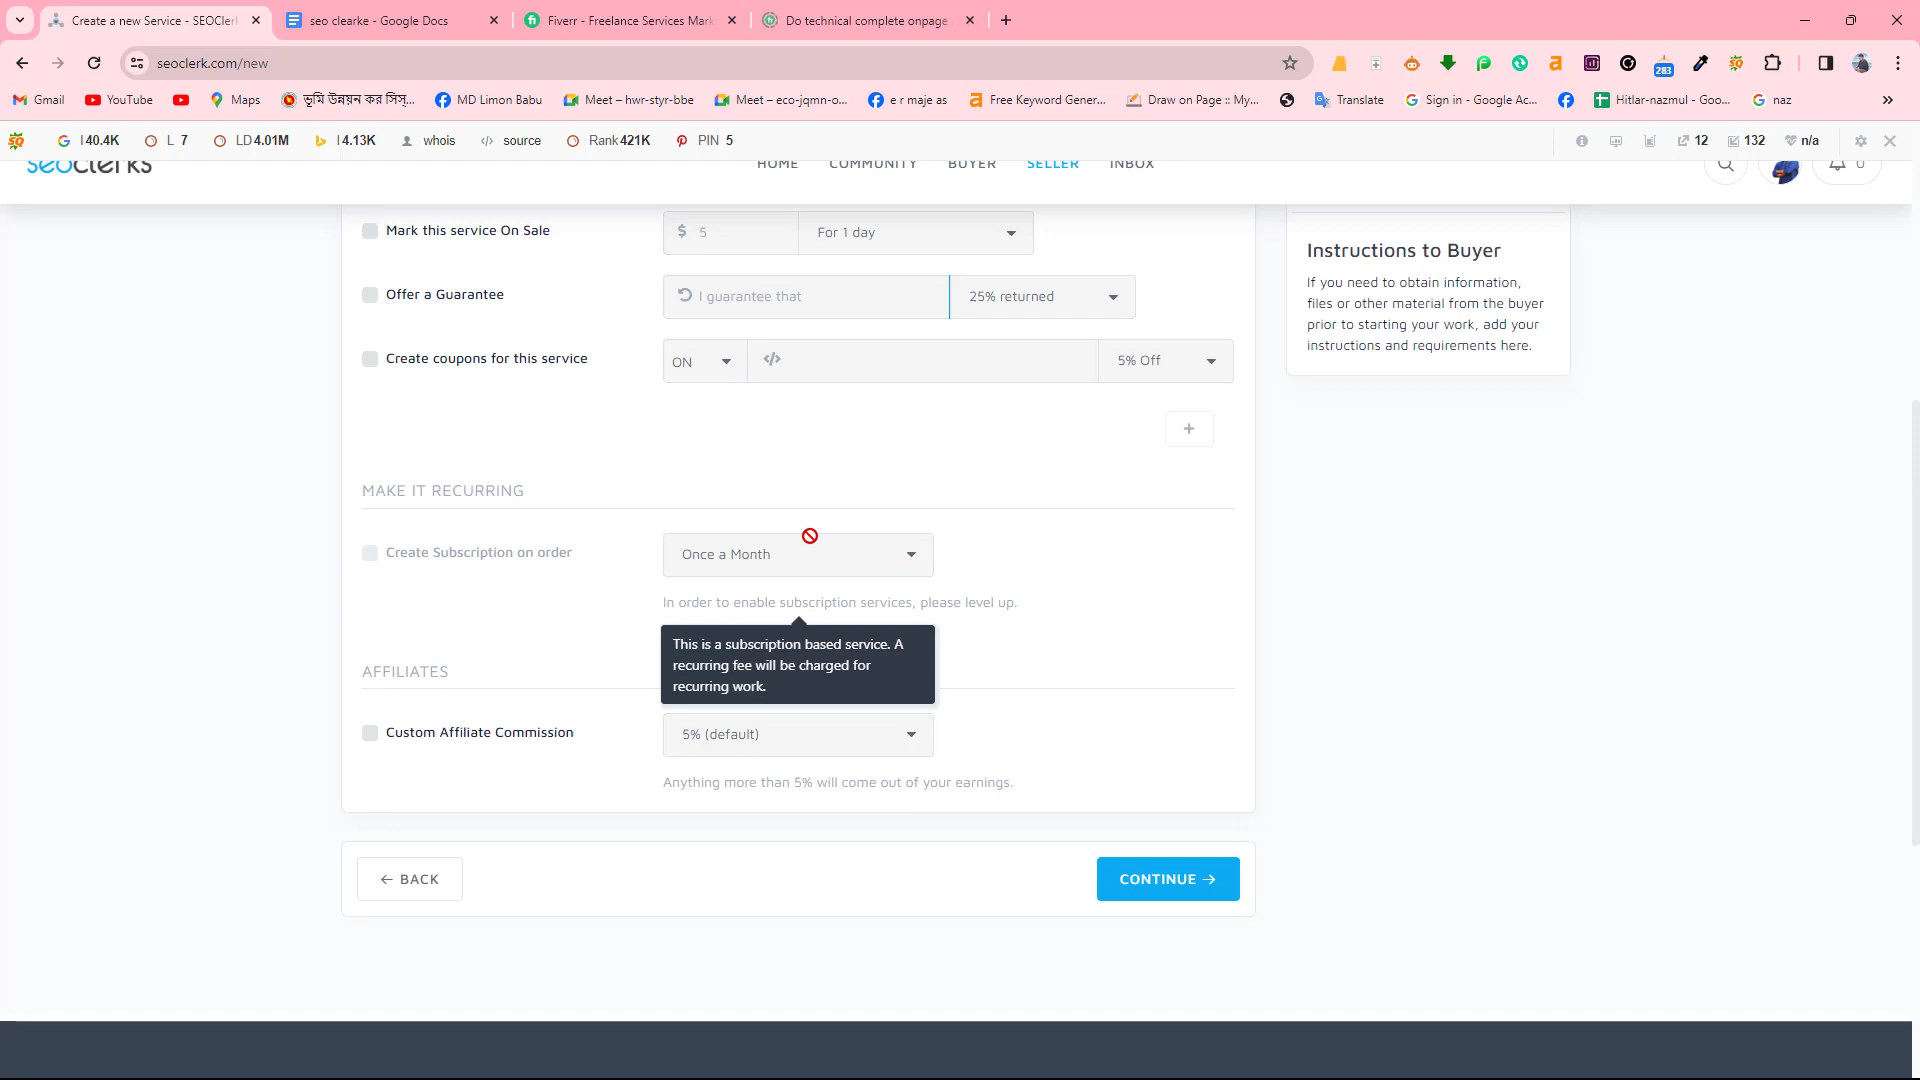 Create a new Service - SEOClerk
seo clearke - Google Docs
Fiverr - Freelance Services Mark
Do technical complete onpage
seoclerk.com/new
283
Gmail
YouTube
Maps
ভূমি উন্নয়ন কর সিস্...
MD Limon Babu
Meet – hwr-styr-bbe
Meet – eco-jqmn-o...
e r maje as
Free Keyword Gener...
Draw on Page :: My...
Translate
Sign in - Google Ac...
Hitlar-nazmul - Goo...
naz
I 40.4K
L 7
LD 4.01M
I 4.13K
whois
source
Rank 421K
PIN 5
12
132
n/a
seoclerks
HOME
COMMUNITY
BUYER
SELLER
INBOX
0
Mark this service On Sale
$ 5
For 1 day
Offer a Guarantee
I guarantee that
25% returned
Create coupons for this service
ON
</>
5% Off
+
MAKE IT RECURRING
Create Subscription on order
Once a Month
In order to enable subscription services, please level up.
This is a subscription based service. A
recurring fee will be charged for
recurring work.
AFFILIATES
Custom Affiliate Commission
5% (default)
Anything more than 5% will come out of your earnings.
← BACK
CONTINUE →
Instructions to Buyer
If you need to obtain information,
files or other material from the buyer
prior to starting your work, add your
instructions and requirements here.